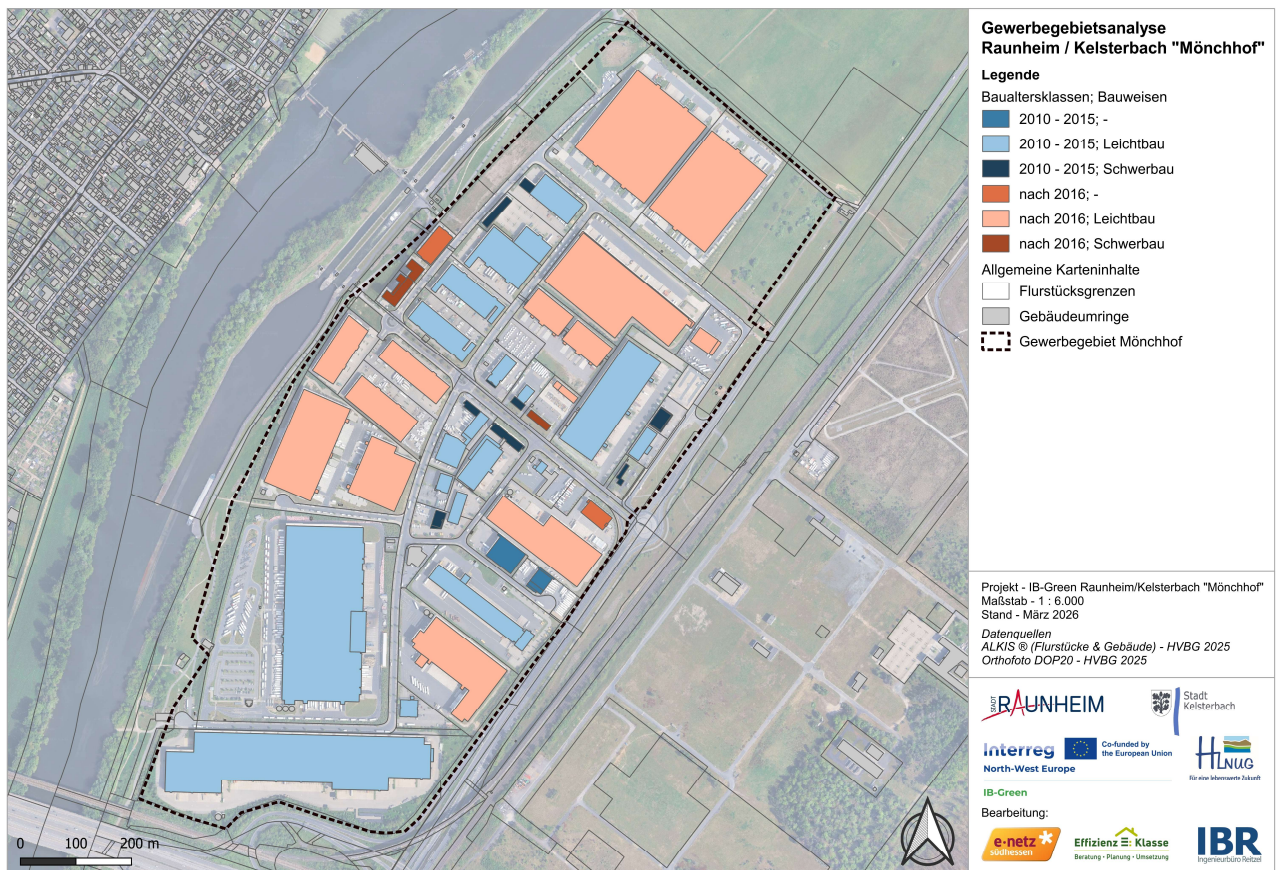 Gewerbegebietsanalyse
Raunheim / Kelsterbach "Mönchhof"
Legende
Baualtersklassen; Bauweisen
2010 - 2015; -
2010 - 2015; Leichtbau
2010 - 2015; Schwerbau
nach 2016; -
nach 2016; Leichtbau
nach 2016; Schwerbau
Allgemeine Karteninhalte
Flurstücksgrenzen
Gebäudeumringe
Gewerbegebiet Mönchhof
Projekt - IB-Green Raunheim/Kelsterbach "Mönchhof"
Maßstab - 1 : 6.000
Stand - März 2026
Datenquellen
ALKIS ® (Flurstücke & Gebäude) - HVBG 2025
Orthofoto DOP20 - HVBG 2025
STADT RAUNHEIM
Stadt
Kelsterbach
Interreg
Co-funded by
the European Union
North-West Europe
IB-Green
HLNUG
Für eine lebenswerte Zukunft
Bearbeitung:
e-netz
südhessen
Effizienz Klasse
Beratung • Planung • Umsetzung
IBR
Ingenieurbüro Reitzel
0 100 200 m